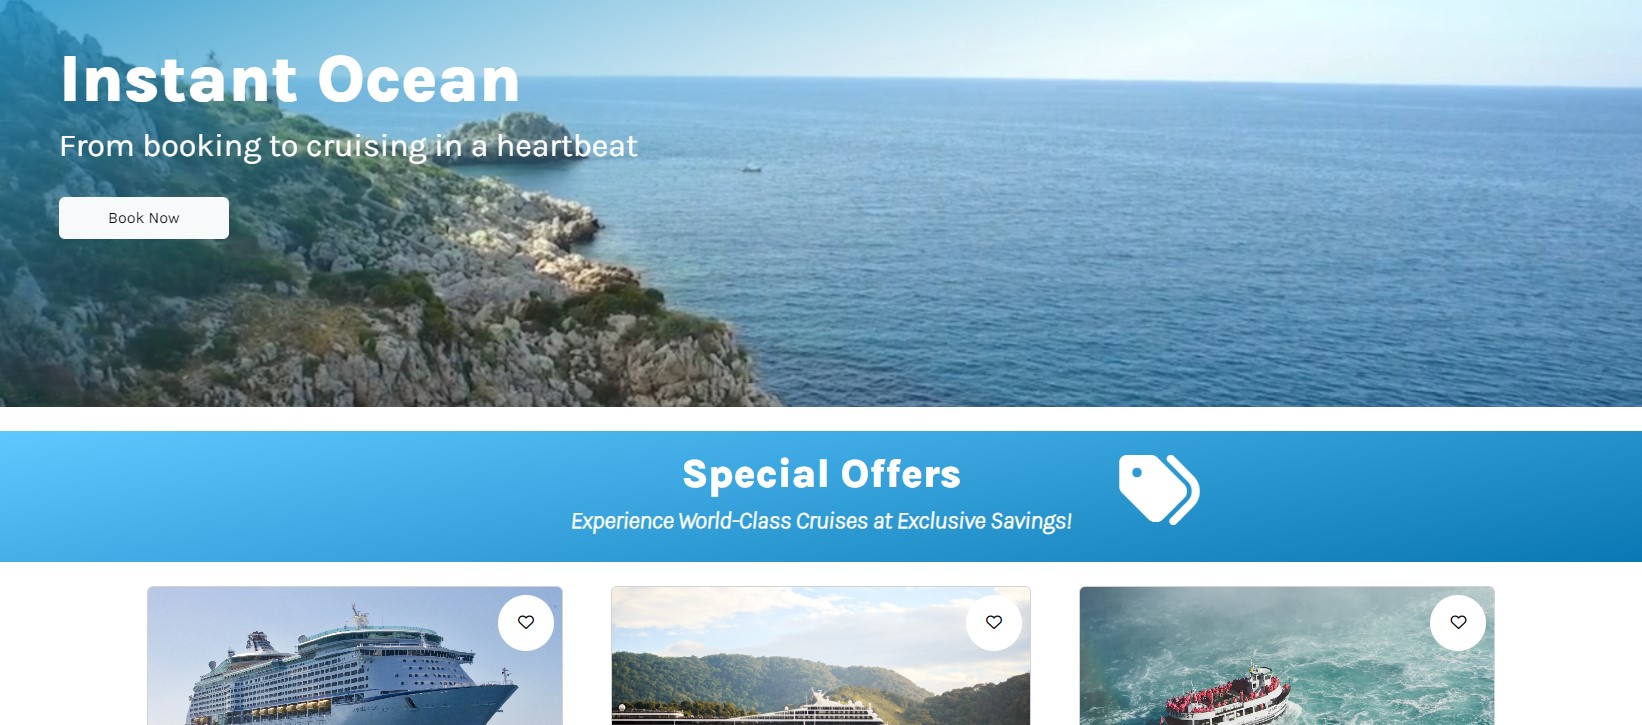 Instant Ocean
From booking to cruising in a heartbeat
Book Now
Special Offers
Experience World-Class Cruises at Exclusive Savings!